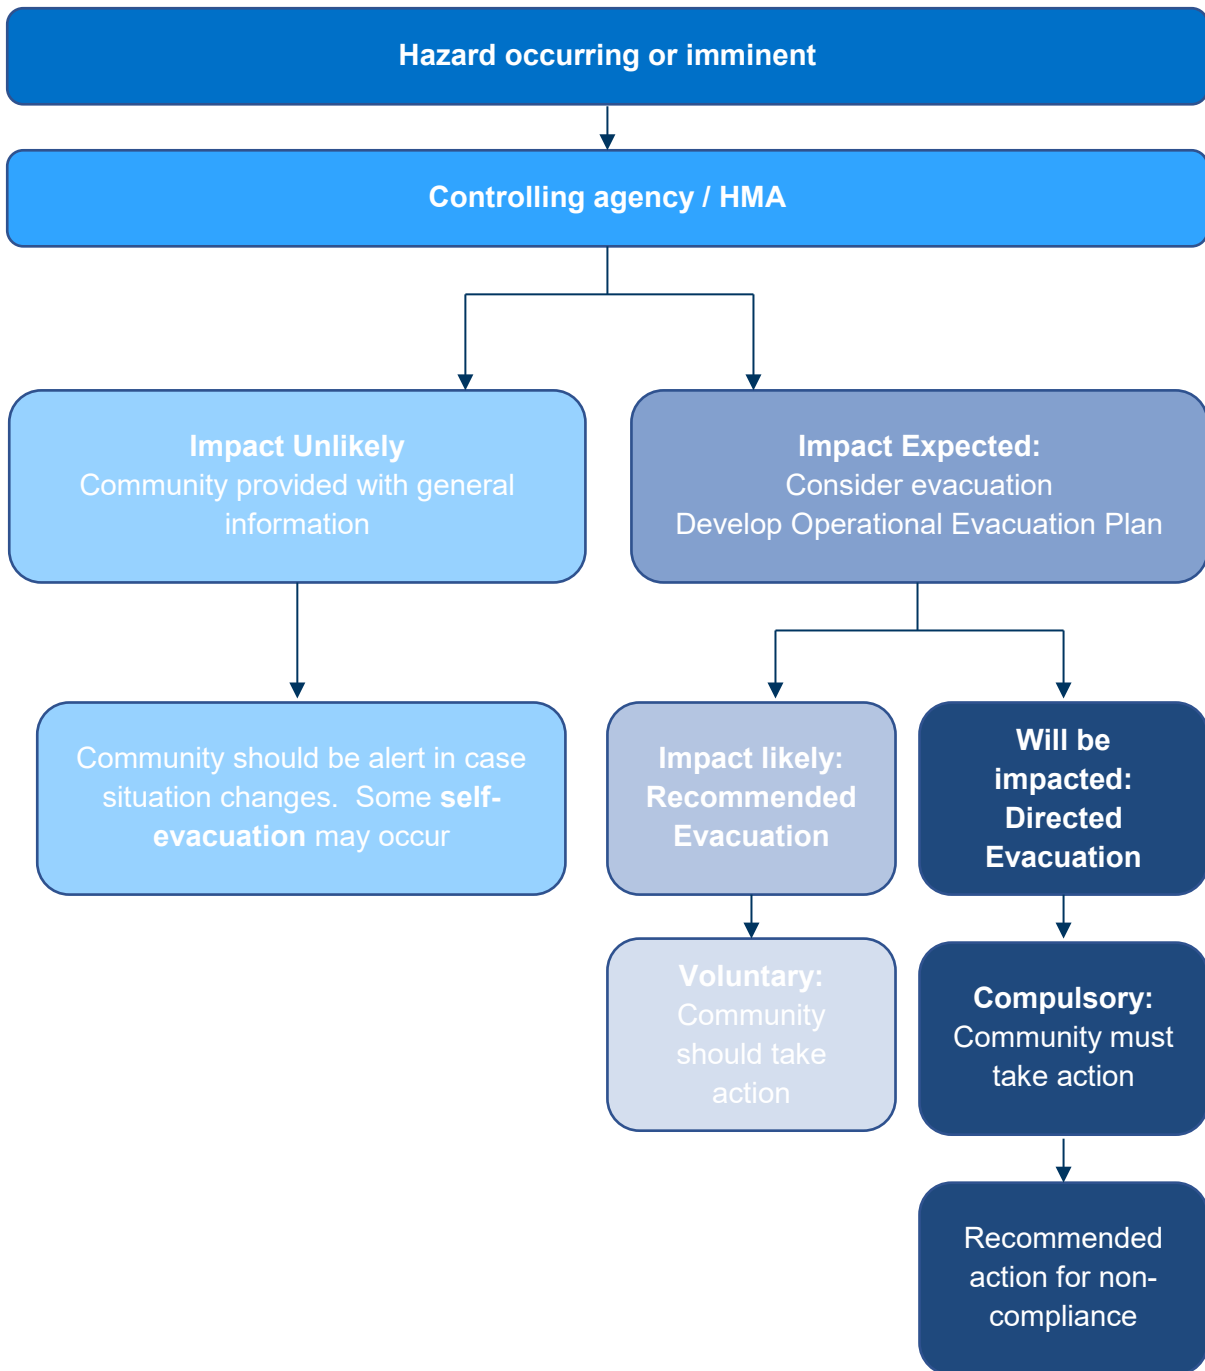 Hazard occurring or imminent
Controlling agency / HMA
Impact Unlikely
Community provided with general
information
Impact Expected:
Consider evacuation
Develop Operational Evacuation Plan
Community should be alert in case
situation changes.  Some self-
evacuation may occur
Impact likely:
Recommended
Evacuation
Will be
impacted:
Directed
Evacuation
Voluntary:
Community
should take
action
Compulsory:
Community must
take action
Recommended
action for non-
compliance